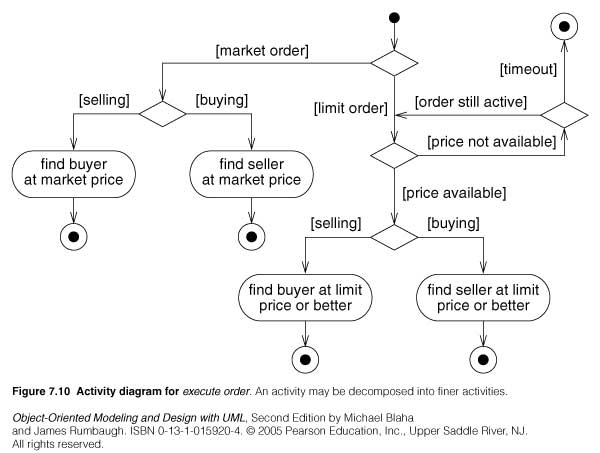 [market order]
[timeout]
[selling]
[buying]
[limit order]
[order still active]
[price not available]
find buyer
at market price
find seller
at market price
[price available]
[selling]
[buying]
find buyer at limit
price or better
find seller at limit
price or better
Figure 7.10 Activity diagram for execute order. An activity may be decomposed into finer activities.
Object-Oriented Modeling and Design with UML, Second Edition by Michael Blaha
and James Rumbaugh. ISBN 0-13-1-015920-4. © 2005 Pearson Education, Inc., Upper Saddle River, NJ.
All rights reserved.